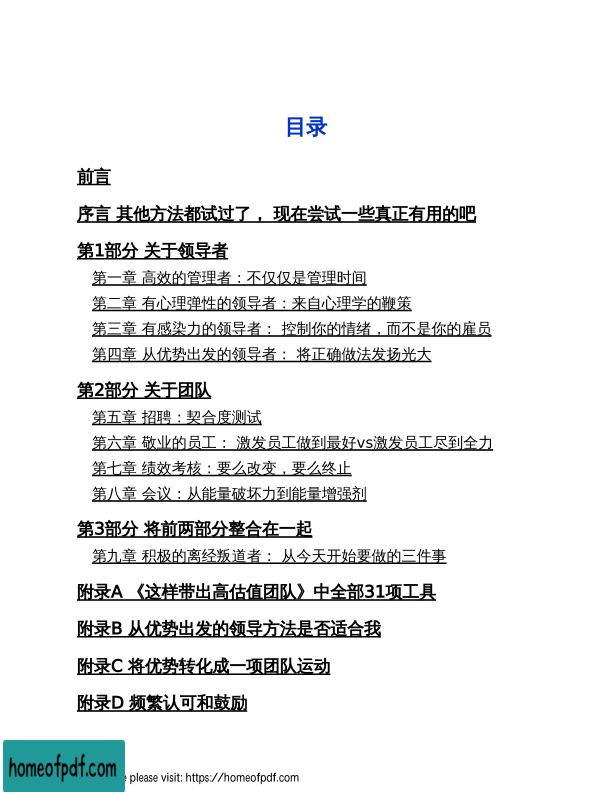 目录
前言
序言 其他方法都试过了， 现在尝试一些真正有用的吧
第1部分 关于领导者
第一章 高效的管理者：不仅仅是管理时间
第二章 有心理弹性的领导者：来自心理学的鞭策
第三章 有感染力的领导者： 控制你的情绪，而不是你的雇员
第四章 从优势出发的领导者： 将正确做法发扬光大
第2部分 关于团队
第五章 招聘：契合度测试
第六章 敬业的员工： 激发员工做到最好vs激发员工尽到全力
第七章 绩效考核：要么改变，要么终止
第八章 会议：从能量破坏力到能量增强剂
第3部分 将前两部分整合在一起
第九章 积极的离经叛道者： 从今天开始要做的三件事
附录A 《这样带出高估值团队》中全部31项工具
附录B 从优势出发的领导方法是否适合我
附录C 将优势转化成一项团队运动
附录D 频繁认可和鼓励
homeofpdf.com
please visit: https://homeofpdf.com